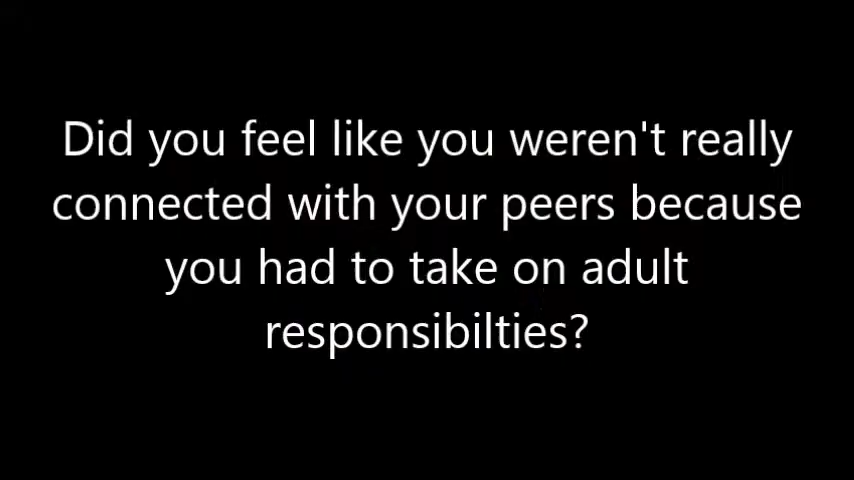 Did you feel like you weren't really
connected with your peers because
you had to take on adult
responsibilties?